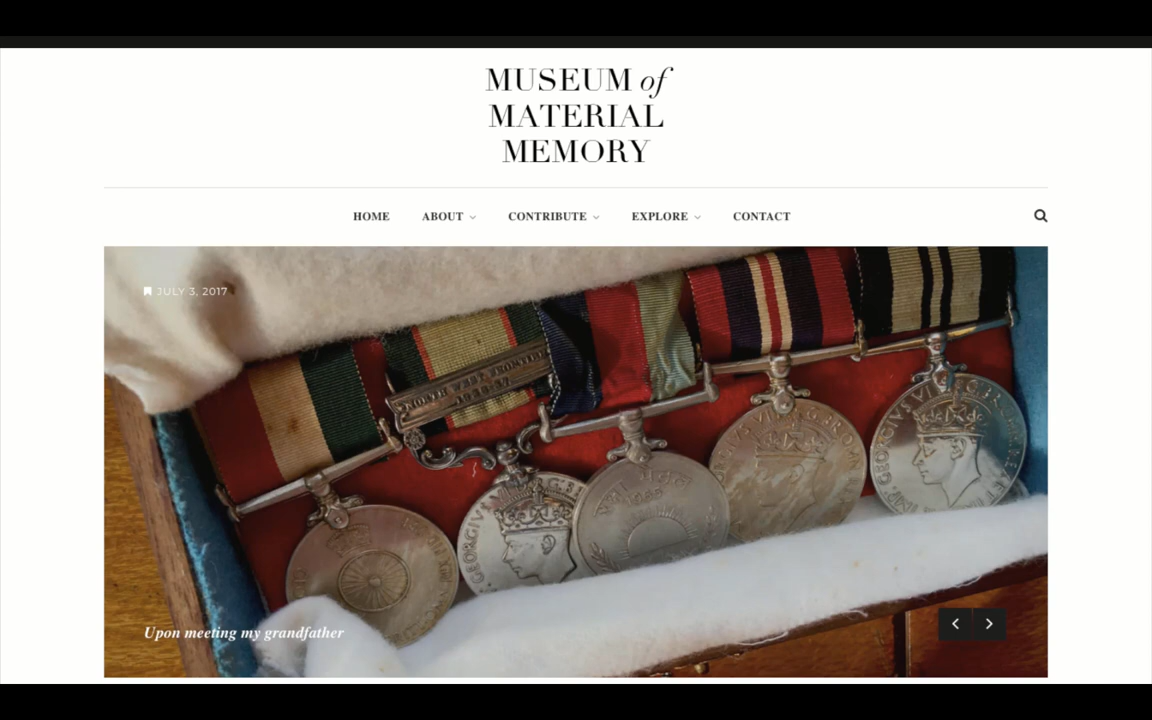 MUSEUM of
MATERIAL
MEMORY
HOME ABOUT CONTRIBUTE EXPLORE CONTACT
JULY 3, 2017
Upon meeting my grandfather